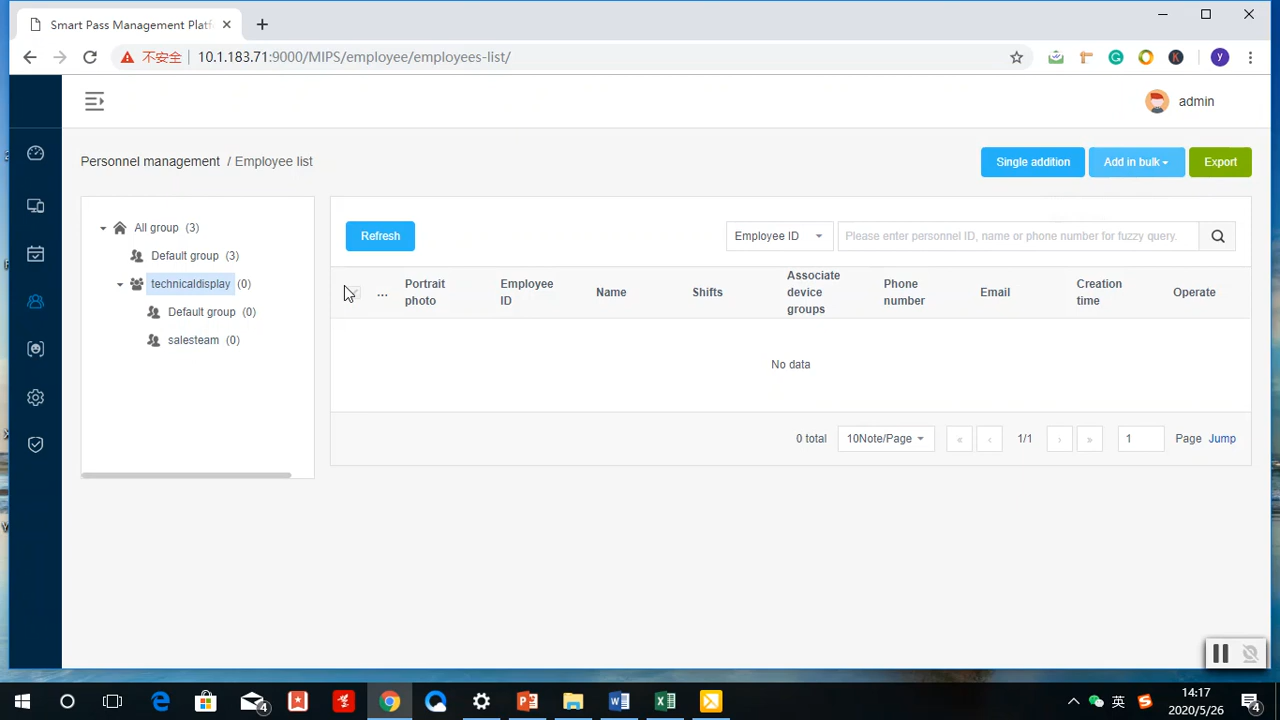 Smart Pass Management Platf
不安全
10.1.183.71:9000/MIPS/employee/employees-list/
admin
Personnel management / Employee list
Single addition
Add in bulk
Export
All group (3)
Default group (3)
technicaldisplay (0)
Default group (0)
salesteam (0)
Refresh
Employee ID
Please enter personnel ID, name or phone number for fuzzy query.
...
Portrait photo
Employee ID
Name
Shifts
Associate device groups
Phone number
Email
Creation time
Operate
No data
0 total
10Note/Page
«
‹
1/1
›
»
1
Page
Jump
4
英
14:17
2020/5/26
4